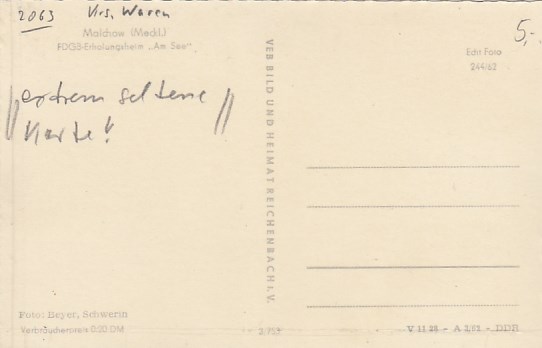 2063 Krs. Waren
Malchow (Meckl.)
FDGB-Erholungsheim „Am See"
5,-
Echt Foto
244/62
extrem seltene
Karte!
VEB BILD UND HEIMAT REICHENBACH I. V.
Foto: Beyer, Schwerin
Verbraucherpreis 0,20 DM
V 11 28 - A 2/61 - DDR